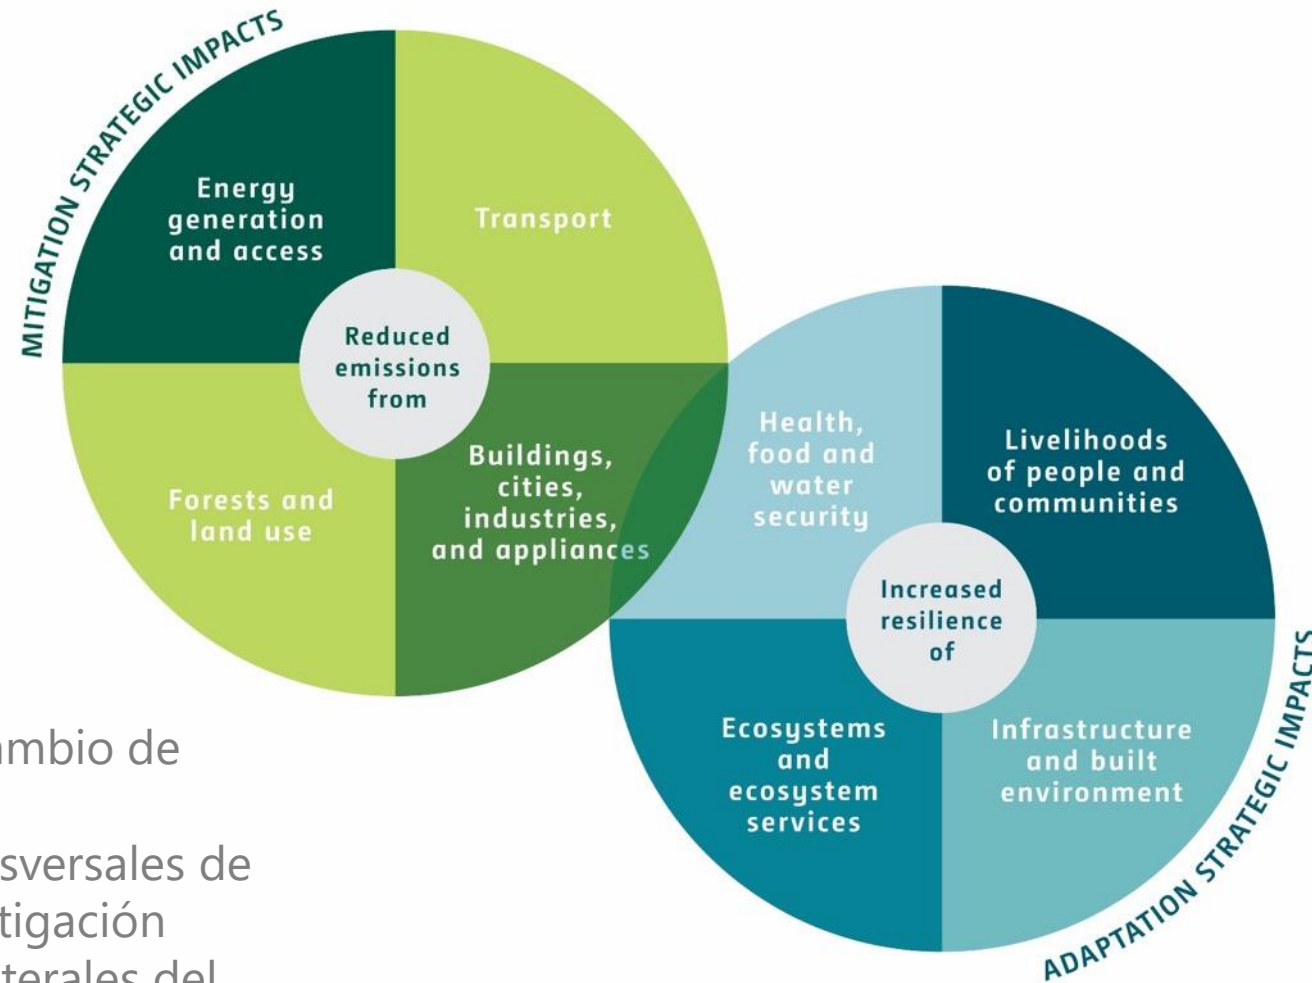 MITIGATION STRATEGIC IMPACTS
Energy
generation
and access
Transport
Reduced
emissions
from
Forests and
land use
Buildings,
cities,
industries,
and appliances
Health,
food and
water
security
Livelihoods
of people and
communities
Increased
resilience
of
Ecosystems
and
ecosystem
services
Infrastructure
and built
environment
ADAPTATION STRATEGIC IMPACTS
de
de
tigación
del